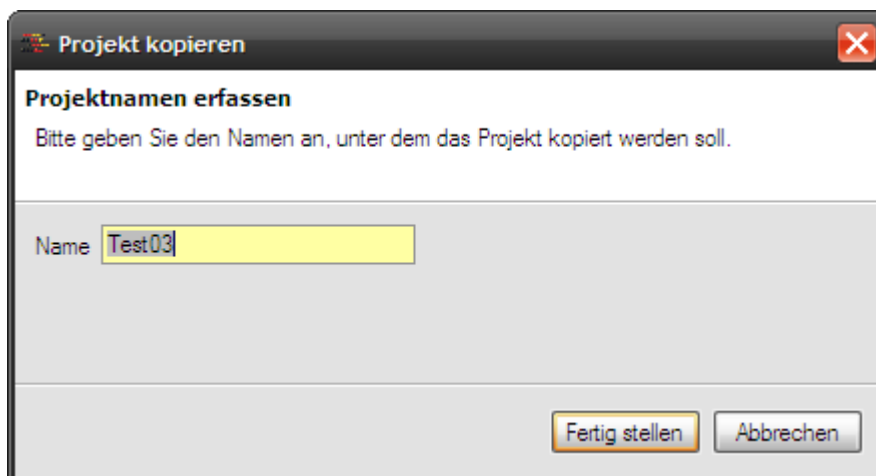 Projekt kopieren
Projektnamen erfassen
Bitte geben Sie den Namen an, unter dem das Projekt kopiert werden soll.
Name Test03
Fertig stellen Abbrechen